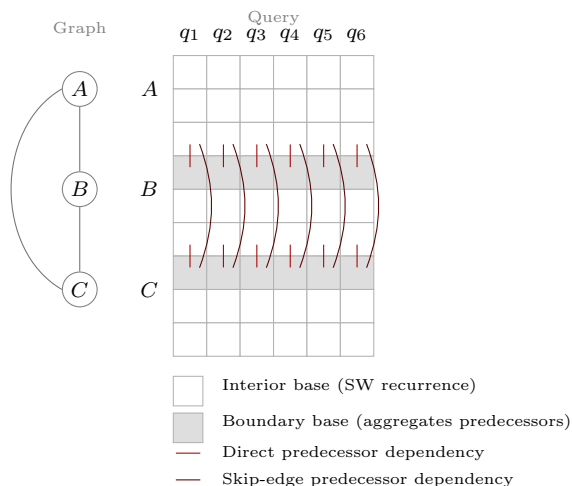 Query
Graph
q1 q2 q3 q4 q5 q6
A A
B B
C C
Interior base (SW recurrence)
Boundary base (aggregates predecessors)
Direct predecessor dependency
Skip-edge predecessor dependency